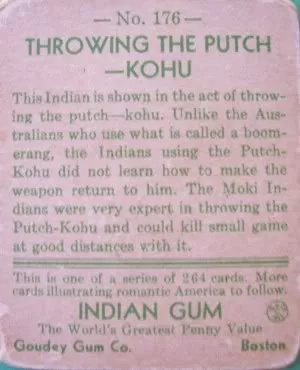 — No. 176 —
THROWING THE PUTCH
—KOHU
This Indian is shown in the act of throw-
ing the putch—kohu. Unlike the Aus-
tralians who use what is called a boom-
erang, the Indians using the Putch-
Kohu did not learn how to make the
weapon return to him. The Moki In-
dians were very expert in throwing the
Putch-Kohu and could kill small game
at good distances with it.
This is one of a series of 264 cards. More
cards illustrating romantic America to follow.
INDIAN GUM
The World's Greatest Penny Value
Goudey Gum Co. Boston